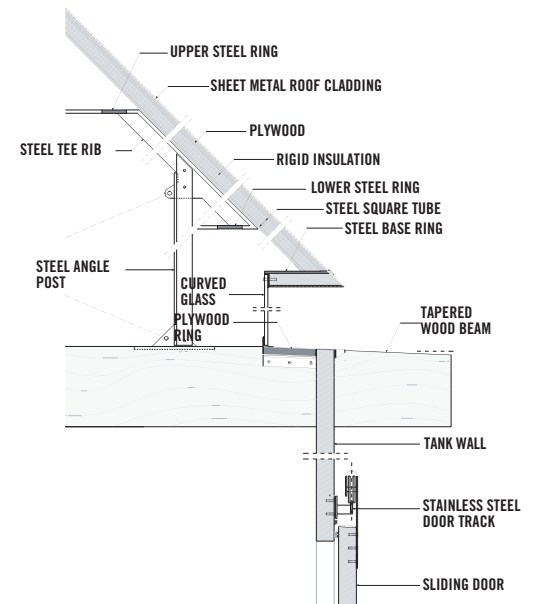 UPPER STEEL RING
SHEET METAL ROOF CLADDING
PLYWOOD
STEEL TEE RIB
RIGID INSULATION
LOWER STEEL RING
STEEL SQUARE TUBE
STEEL BASE RING
STEEL ANGLE
POST
CURVED
GLASS
PLYWOOD
RING
TAPERED
WOOD BEAM
TANK WALL
STAINLESS STEEL
DOOR TRACK
SLIDING DOOR